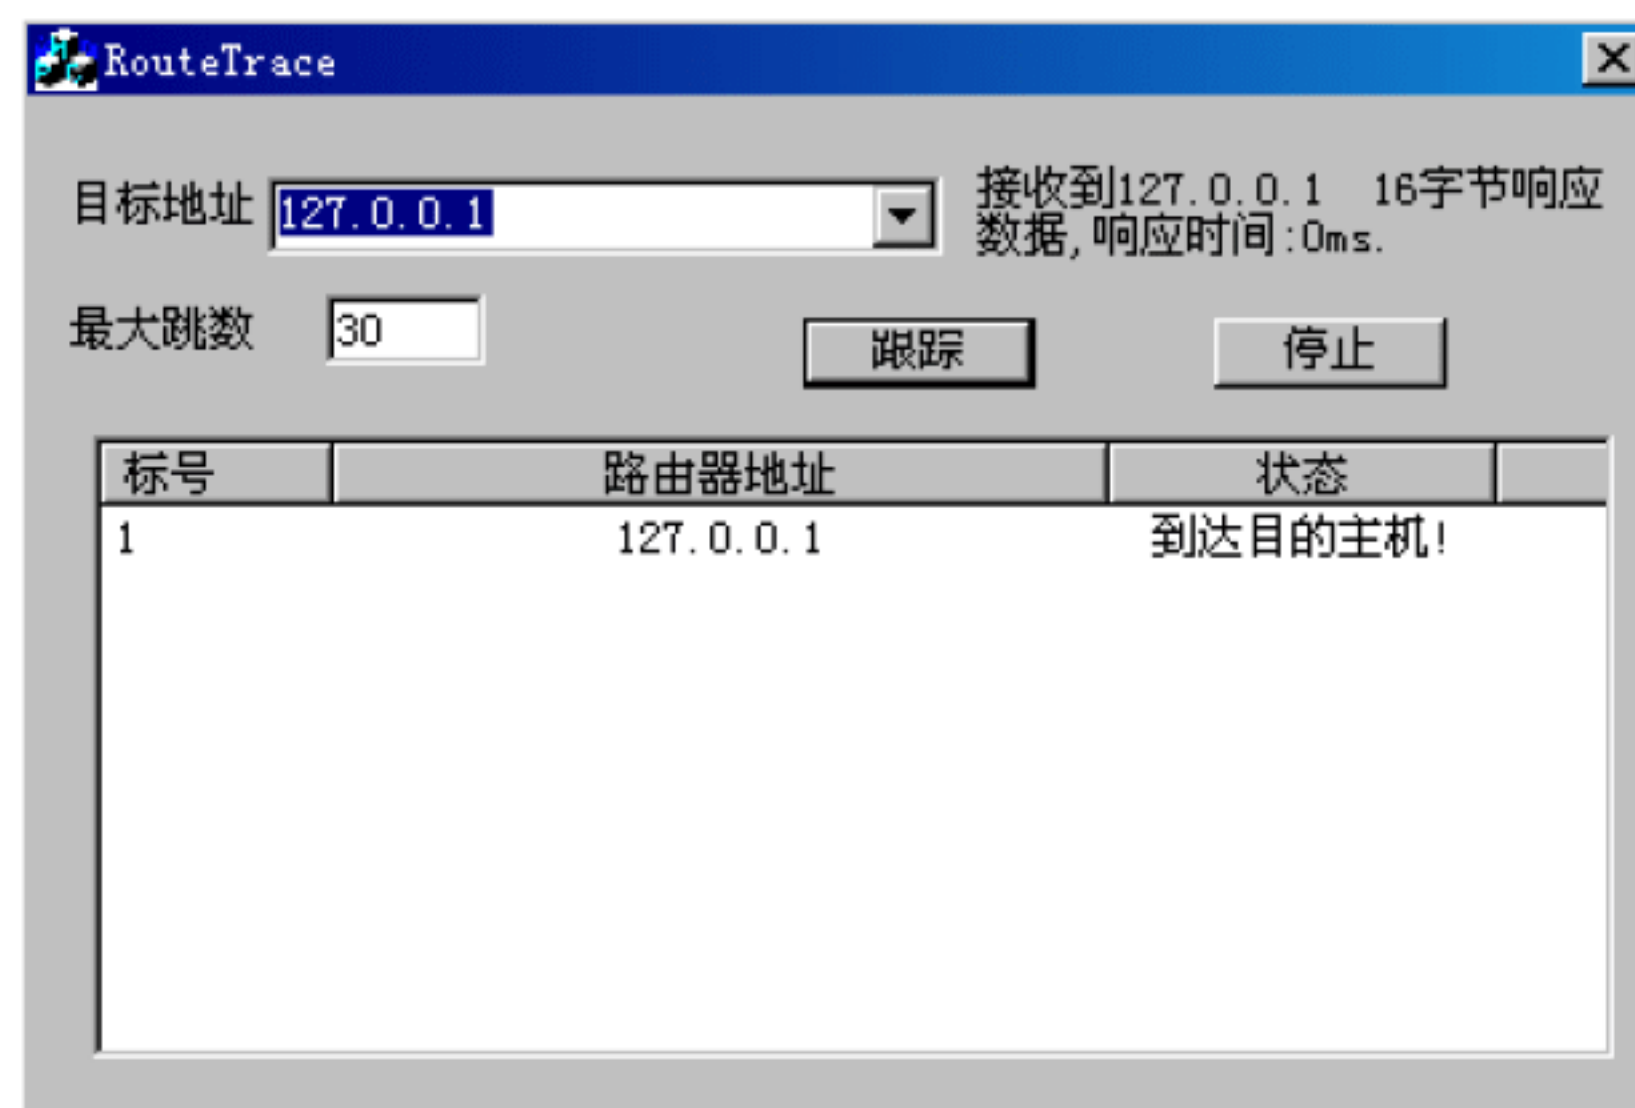 RouteTrace
目标地址 127.0.0.1 接收到127.0.0.1 16字节响应
数据,响应时间:0ms.
最大跳数 30 跟踪 停止
标号 路由器地址 状态
1 127.0.0.1 到达目的主机!